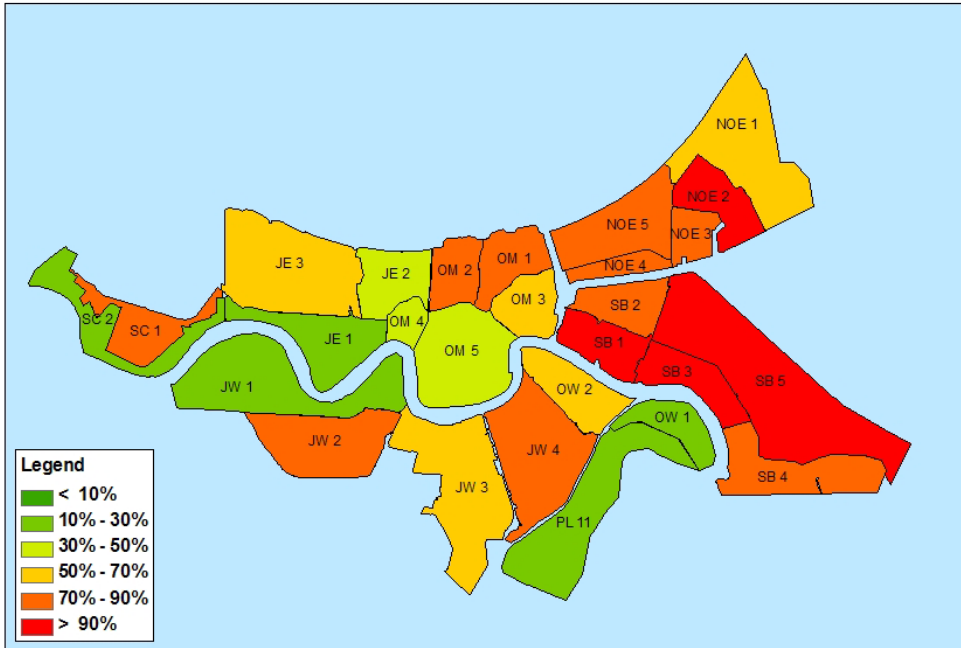 NOE 1
NOE 2
NOE 5
NOE 3
OM 1
JE 3
JE 2
OM 2
NOE 4
OM 3
SB 2
SC 2
SC 1
OM 4
JE 1
SB 1
OM 5
SB 3
SB 5
JW 1
OW 2
OW 1
JW 2
JW 4
SB 4
JW 3
PL 11
Legend
< 10%
10% - 30%
30% - 50%
50% - 70%
70% - 90%
> 90%